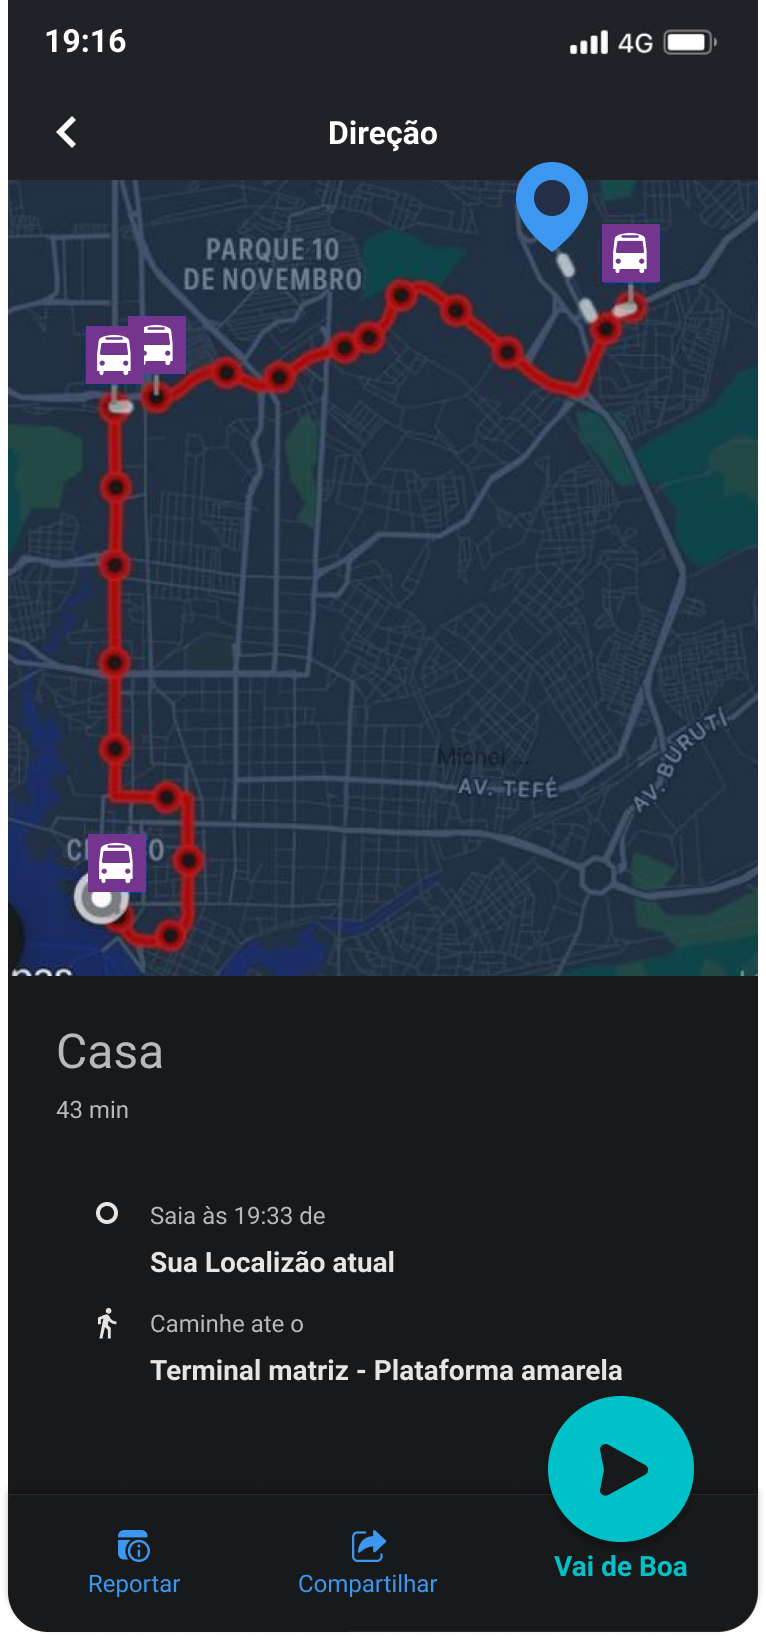 19:16
4G
Direção
PARQUE 10
DE NOVEMBRO
Michel ...
AV. TEFÉ
AV. BURUTÍ
Casa
43 min
Saia às 19:33 de
Sua Localizão atual
Caminhe ate o
Terminal matriz - Plataforma amarela
Reportar
Compartilhar
Vai de Boa